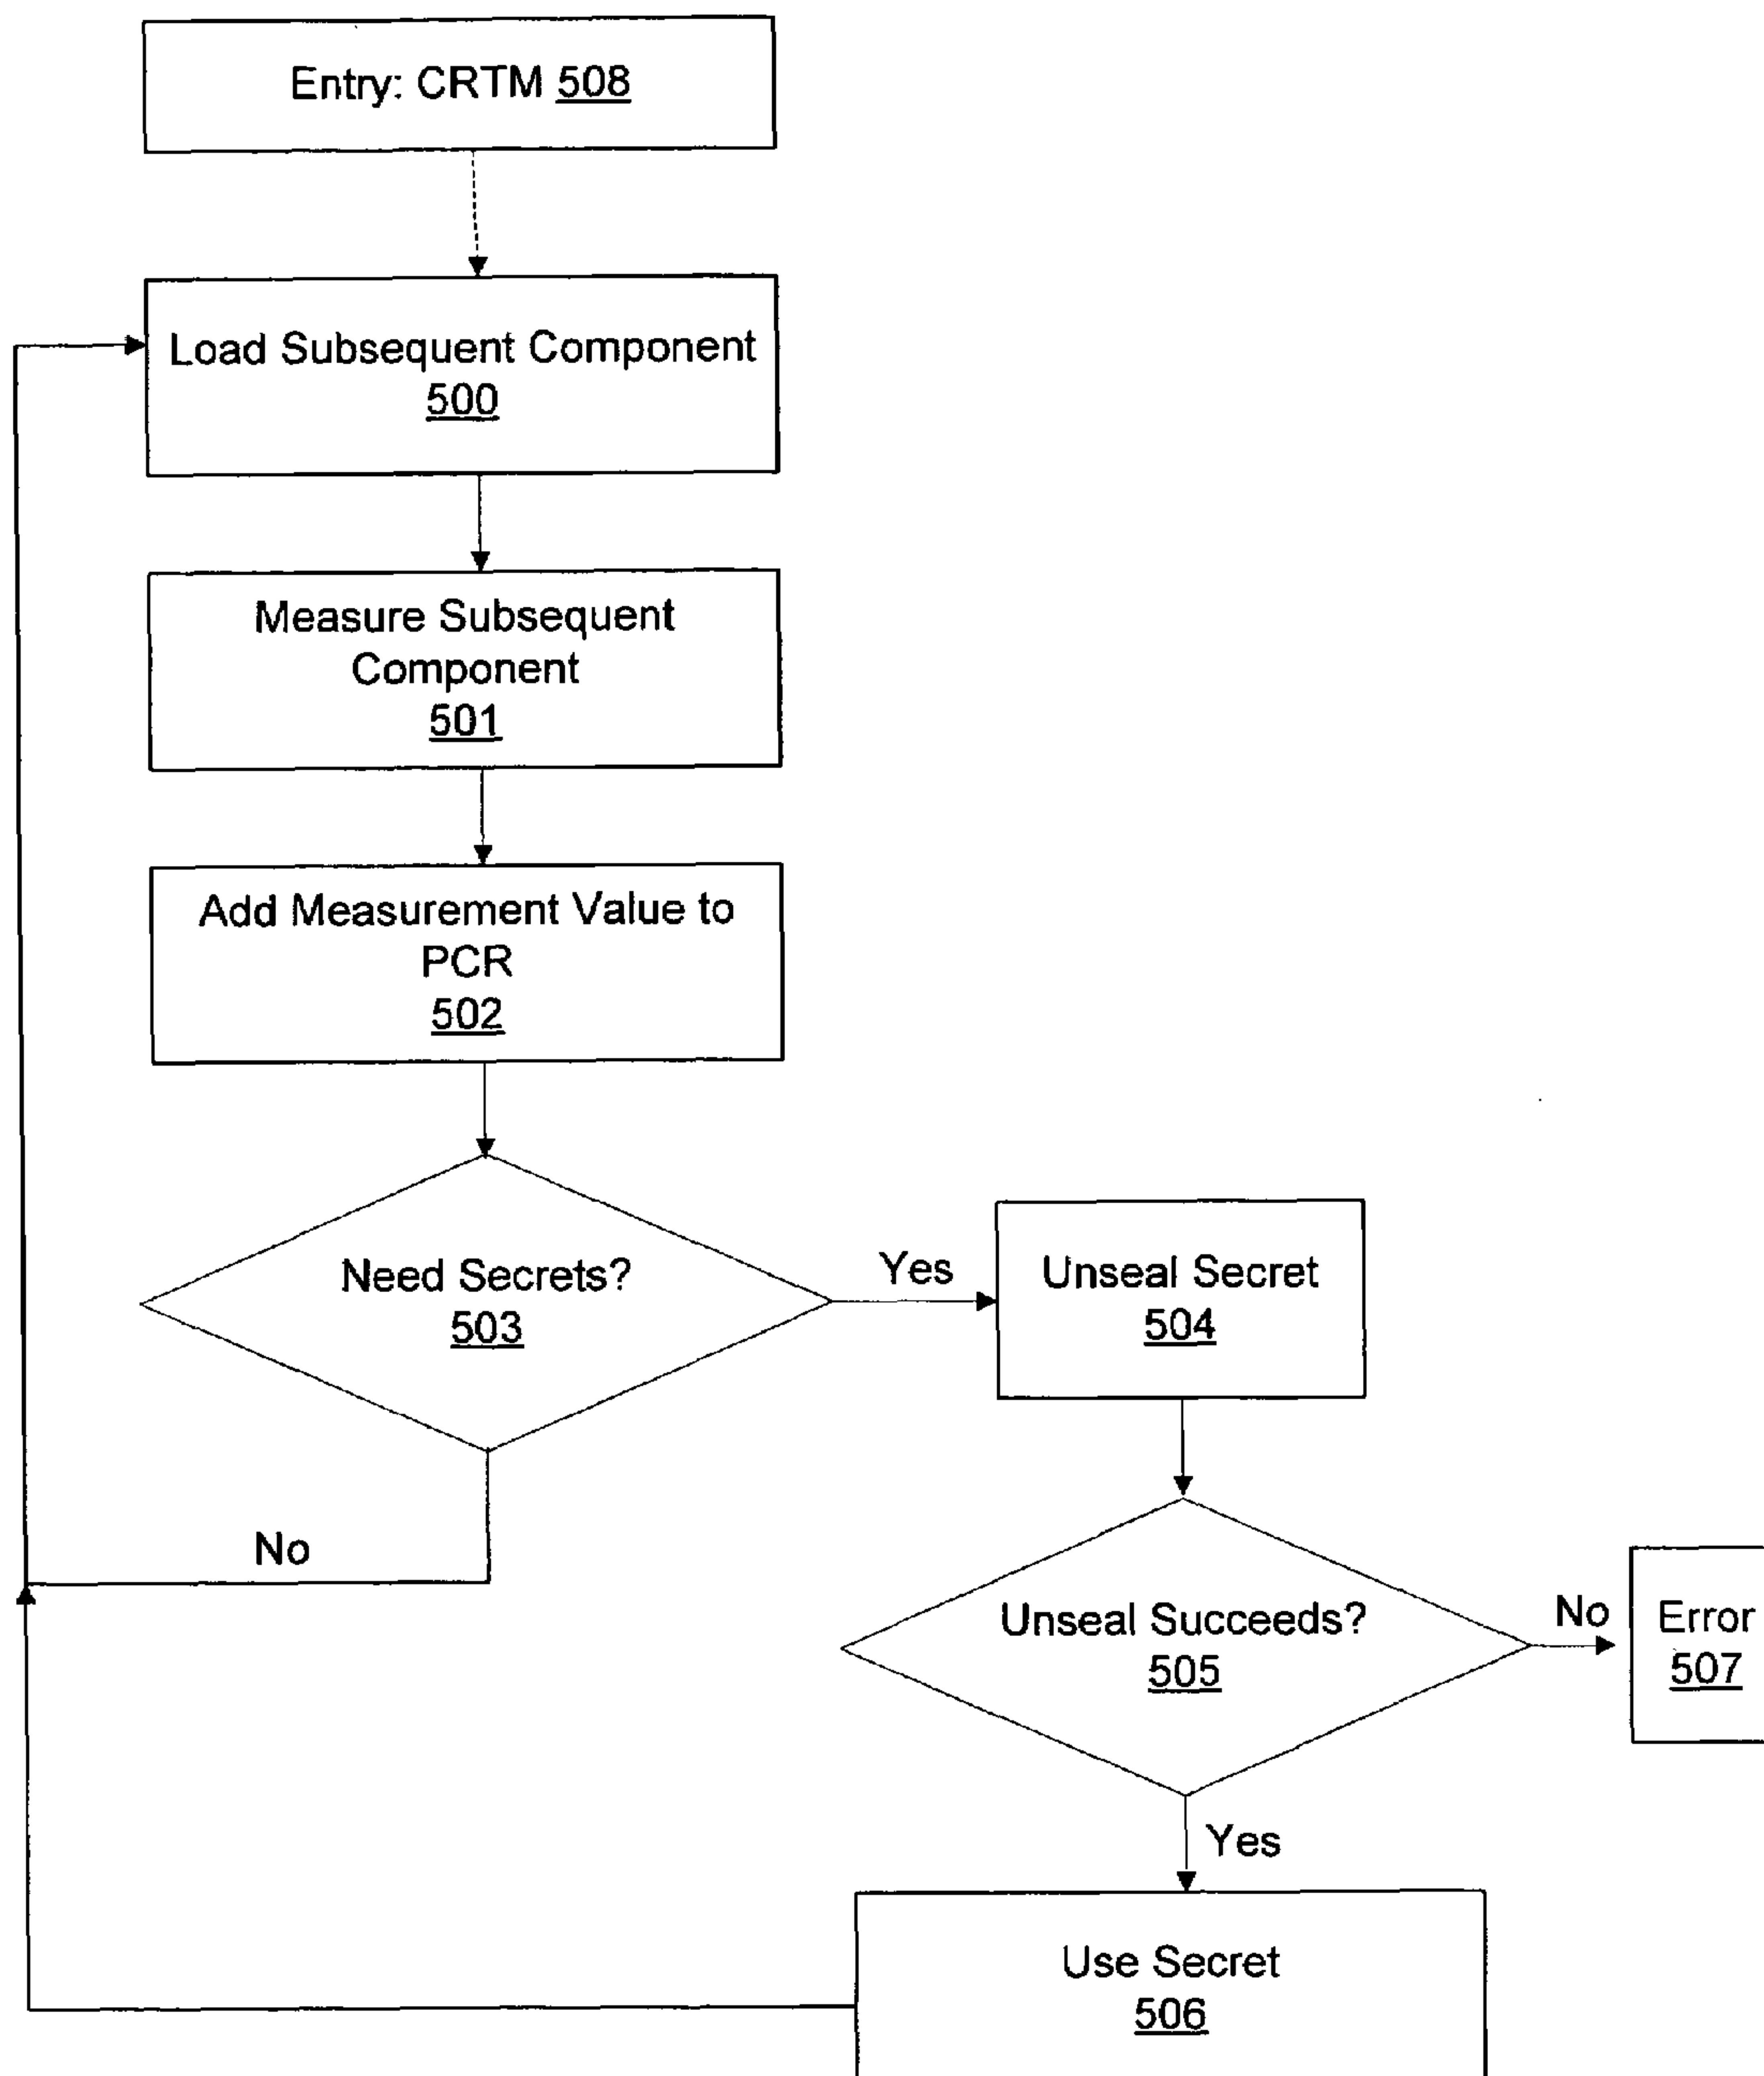 Entry: CRTM 508
Load Subsequent Component
500
Measure Subsequent
Component
501
Add Measurement Value to
PCR
502
Need Secrets?
503
Yes
Unseal Secret
504
No
Unseal Succeeds?
505
No
Error
507
Yes
Use Secret
506